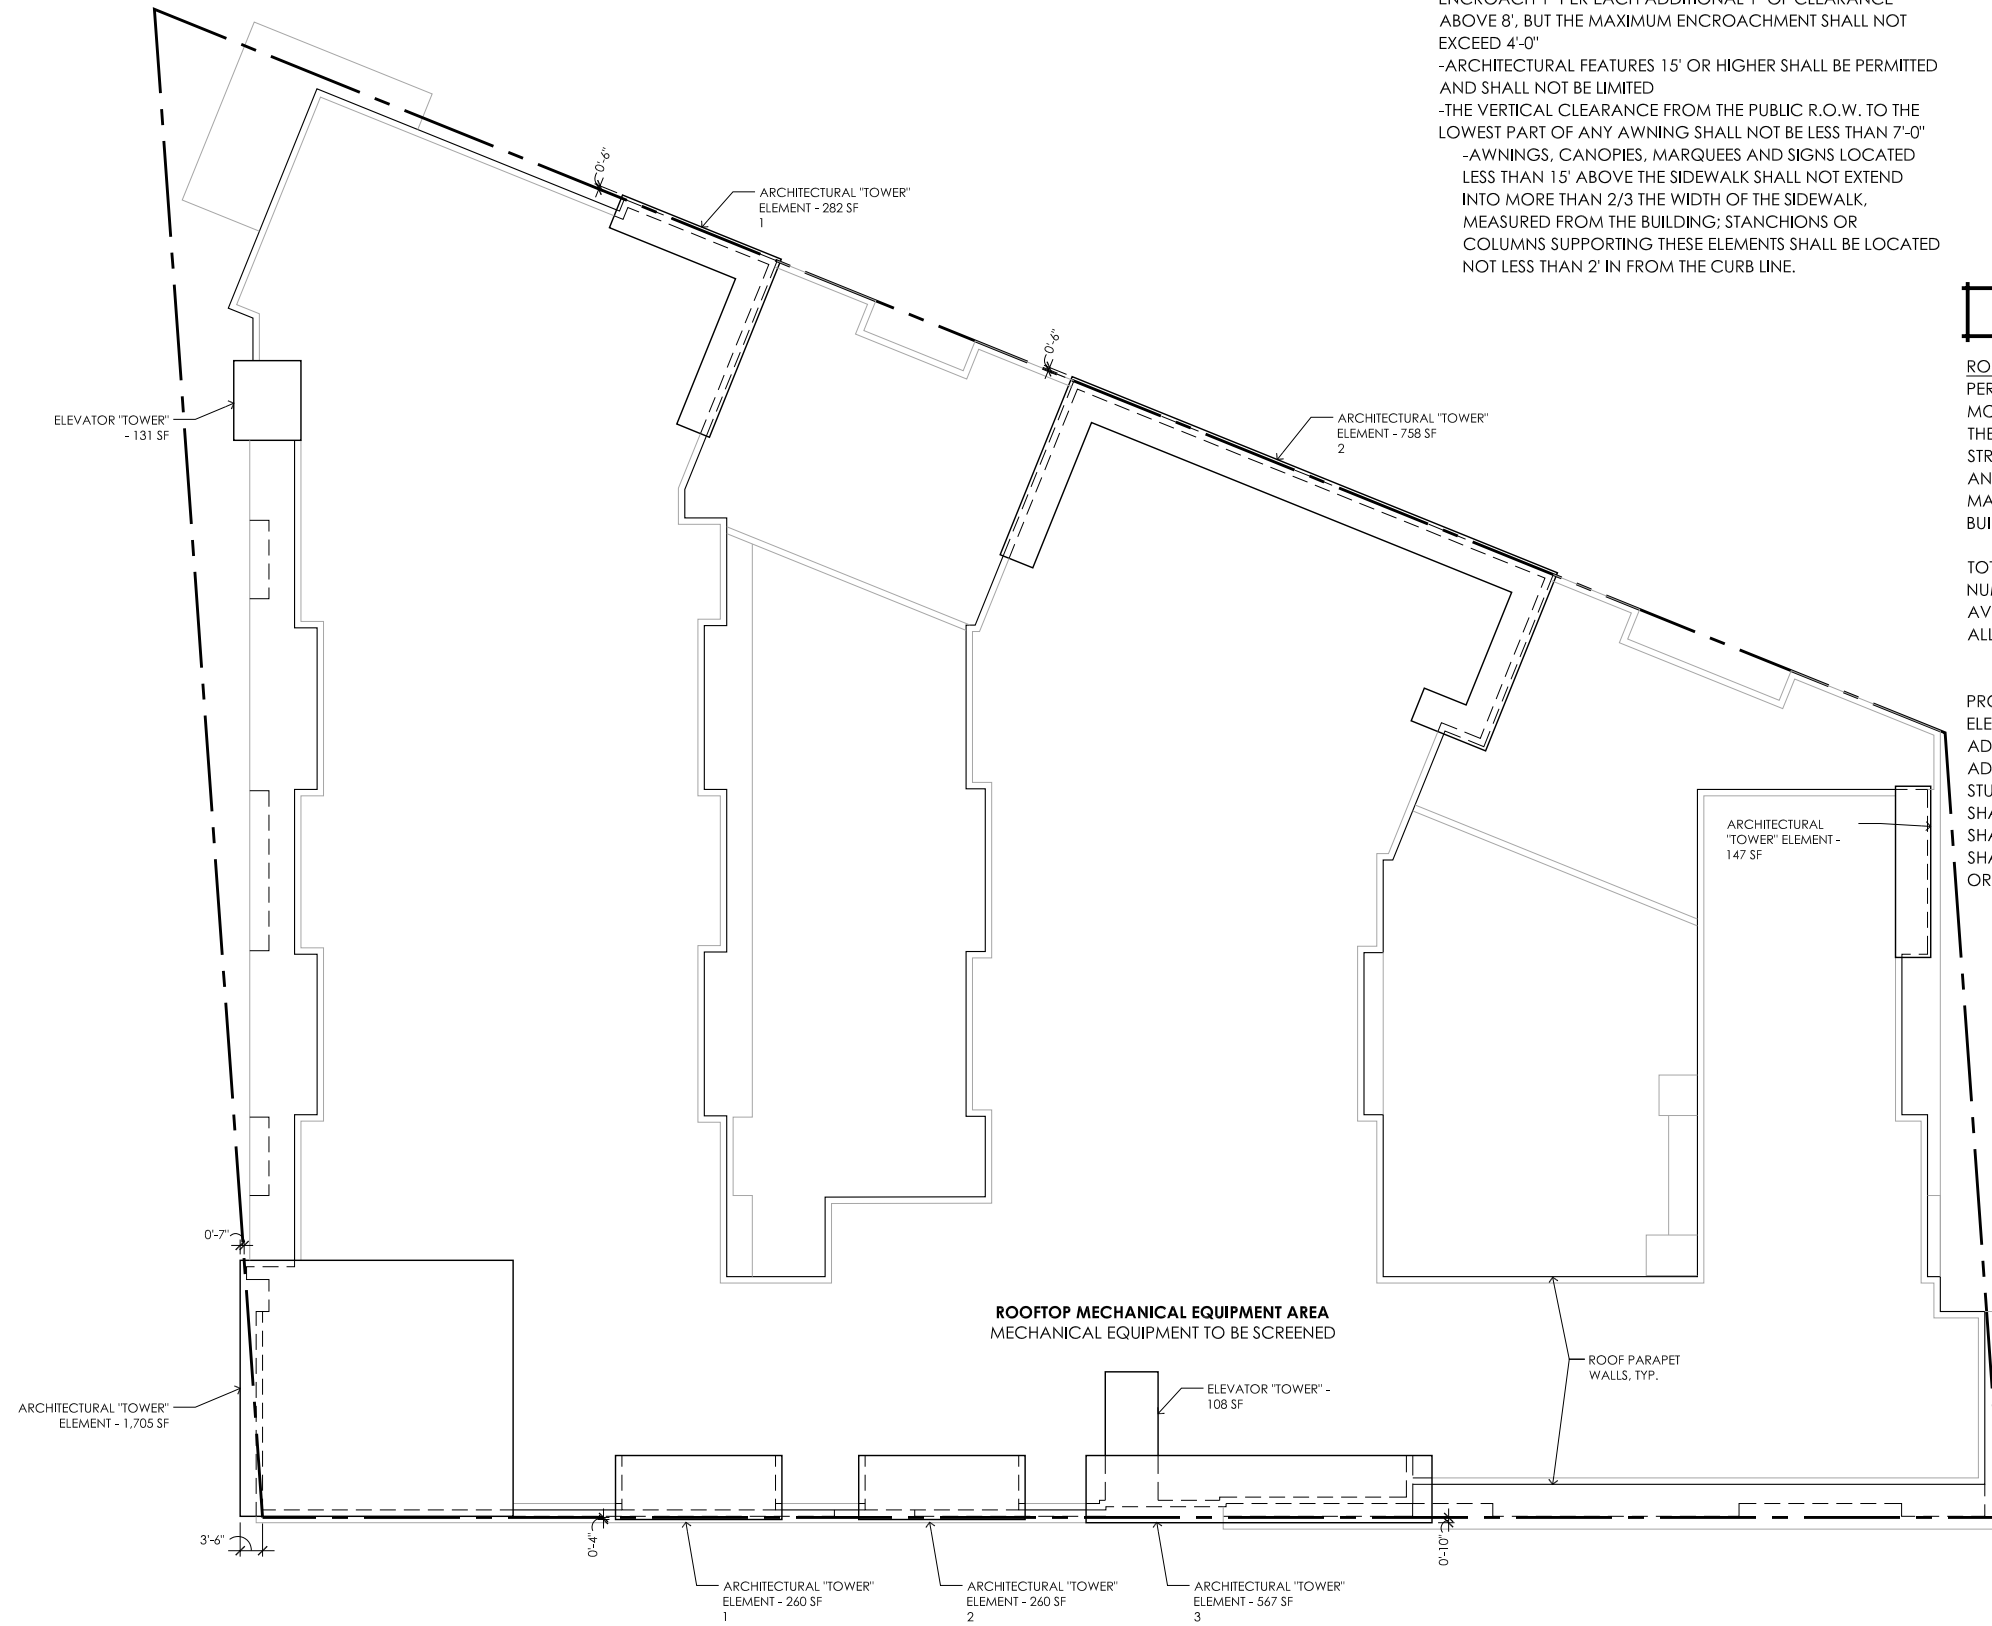 ABOVE 8', BUT THE MAXIMUM ENCROACHMENT SHALL NOT
EXCEED 4'-0"
-ARCHITECTURAL FEATURES 15' OR HIGHER SHALL BE PERMITTED
AND SHALL NOT BE LIMITED
-THE VERTICAL CLEARANCE FROM THE PUBLIC R.O.W. TO THE
LOWEST PART OF ANY AWNING SHALL NOT BE LESS THAN 7'-0"
-AWNINGS, CANOPIES, MARQUEES AND SIGNS LOCATED
LESS THAN 15' ABOVE THE SIDEWALK SHALL NOT EXTEND
INTO MORE THAN 2/3 THE WIDTH OF THE SIDEWALK,
MEASURED FROM THE BUILDING; STANCHIONS OR
COLUMNS SUPPORTING THESE ELEMENTS SHALL BE LOCATED
NOT LESS THAN 2' IN FROM THE CURB LINE.
0'-6"
ARCHITECTURAL "TOWER"
ELEMENT - 282 SF
1
0'-6"
ARCHITECTURAL "TOWER"
ELEMENT - 758 SF
2
ELEVATOR "TOWER"
- 131 SF
ARCHITECTURAL
"TOWER" ELEMENT -
147 SF
0'-7"
ROOFTOP MECHANICAL EQUIPMENT AREA
MECHANICAL EQUIPMENT TO BE SCREENED
ROOF PARAPET
WALLS, TYP.
ELEVATOR "TOWER" -
108 SF
ARCHITECTURAL "TOWER"
ELEMENT - 1,705 SF
3'-6"
0'-4"
0'-10"
ARCHITECTURAL "TOWER"
ELEMENT - 260 SF
1
ARCHITECTURAL "TOWER"
ELEMENT - 260 SF
2
ARCHITECTURAL "TOWER"
ELEMENT - 567 SF
3